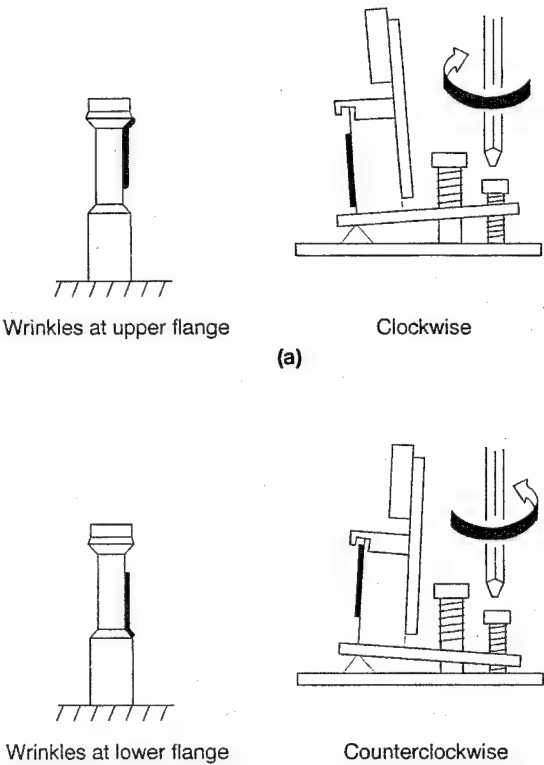 Wrinkles at upper flange
Clockwise
(a)
Wrinkles at lower flange
Counterclockwise